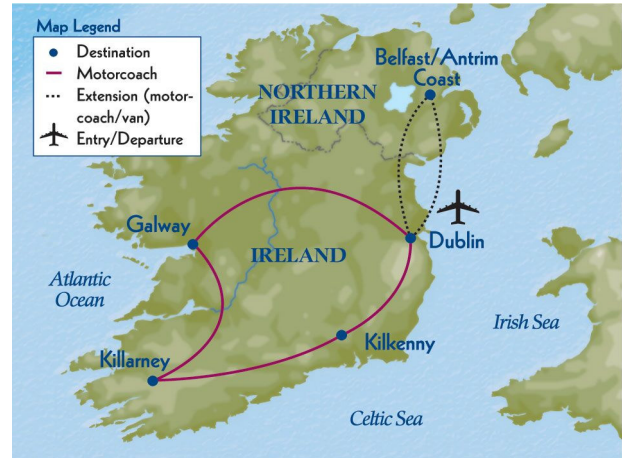 Map Legend
Destination
Motorcoach
Extension (motor-
coach/van)
Entry/Departure
Belfast/Antrim
Coast
NORTHERN
IRELAND
Galway
IRELAND
Dublin
Atlantic
Ocean
Irish Sea
Kilkenny
Killarney
Celtic Sea